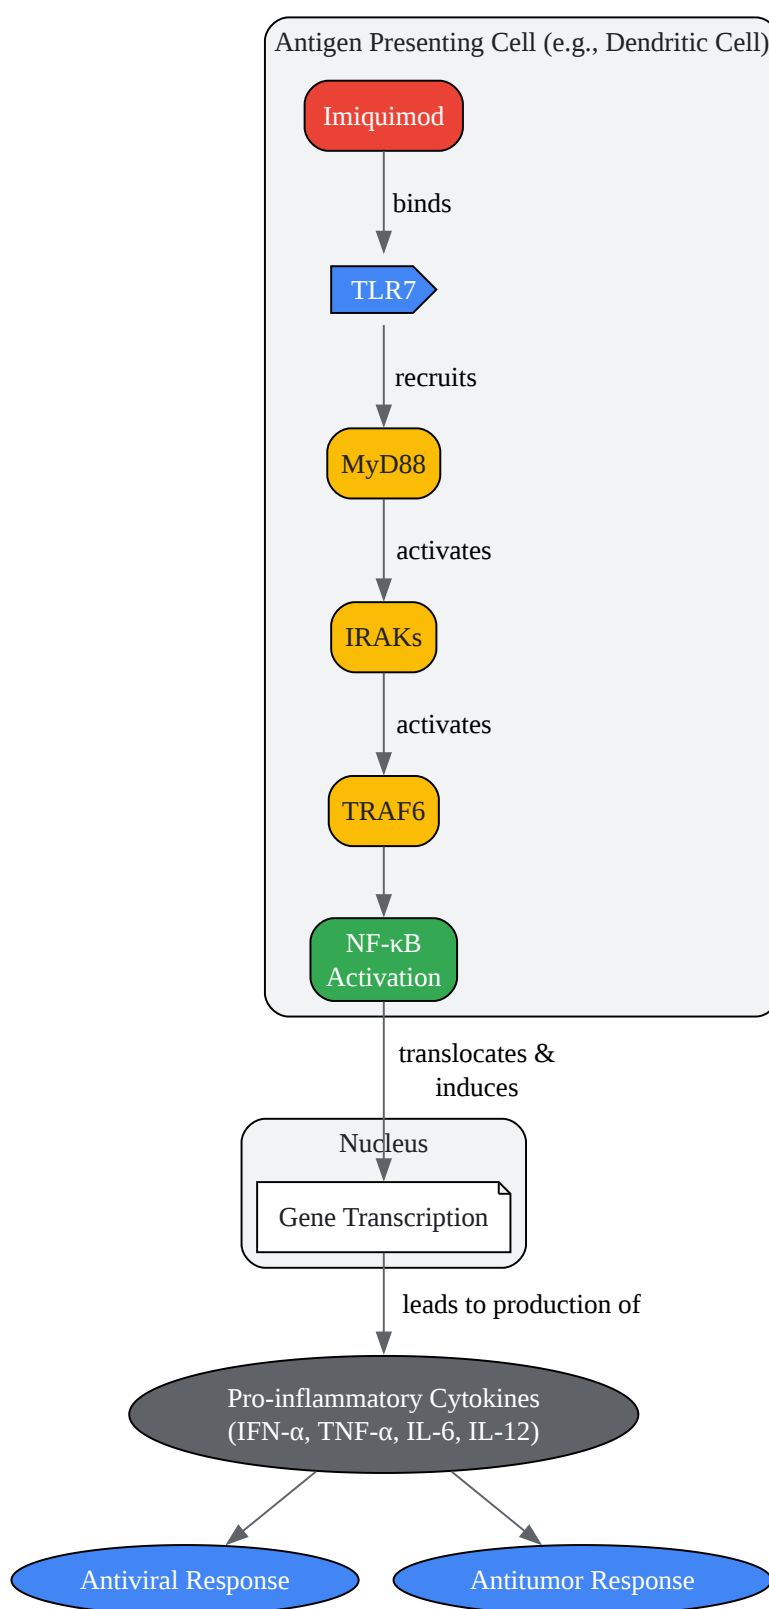 Antigen Presenting Cell (e.g., Dendritic Cell)
Imiquimod
binds
TLR7
recruits
MyD88
activates
IRAKs
activates
TRAF6
NF-κB
Activation
translocates &
induces
Nucleus
Gene Transcription
leads to production of
Pro-inflammatory Cytokines
(IFN-α, TNF-α, IL-6, IL-12)
Antiviral Response
Antitumor Response